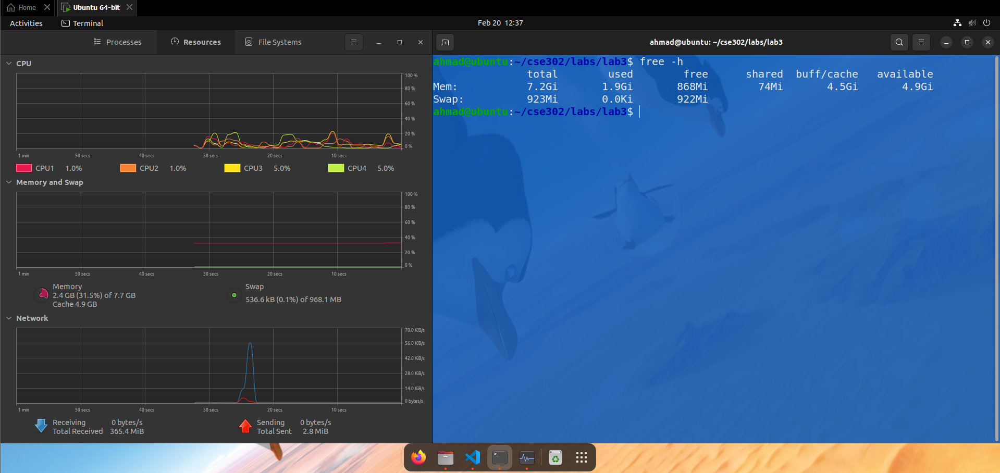 Home
Ubuntu 64-bit
Activities Terminal Feb 20 12:37
Processes Resources File Systems
CPU
100 %
80 %
60 %
40 %
20 %
0 %
1 min 50 secs 40 secs 30 secs 20 secs 10 secs
CPU1 1.0% CPU2 1.0% CPU3 5.0% CPU4 5.0%
Memory and Swap
100 %
80 %
60 %
40 %
20 %
0 %
1 min 50 secs 40 secs 30 secs 20 secs 10 secs
Memory
2.4 GB (31.5%) of 7.7 GB
Cache 4.9 GB
Swap
536.6 kB (0.1%) of 968.1 MB
Network
70.0 KiB/s
56.0 KiB/s
42.0 KiB/s
28.0 KiB/s
14.0 KiB/s
0 bytes/s
1 min 50 secs 40 secs 30 secs 20 secs 10 secs
Receiving 0 bytes/s
Total Received 365.4 MiB
Sending 0 bytes/s
Total Sent 2.8 MiB
ahmad@ubuntu: ~/cse302/labs/lab3
ahmad@ubuntu:~/cse302/labs/lab3$ free -h
total used free shared buff/cache available
Mem: 7.2Gi 1.9Gi 868Mi 74Mi 4.5Gi 4.9Gi
Swap: 923Mi 0.0Ki 922Mi
ahmad@ubuntu:~/cse302/labs/lab3$